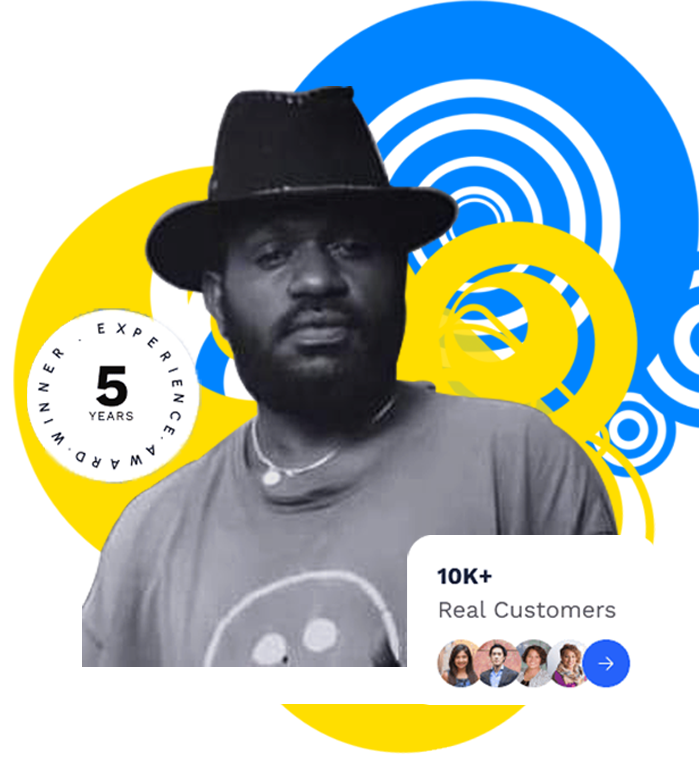 EXPERIENCE · AWARD · WINNER ·
5
YEARS
10K+
Real Customers